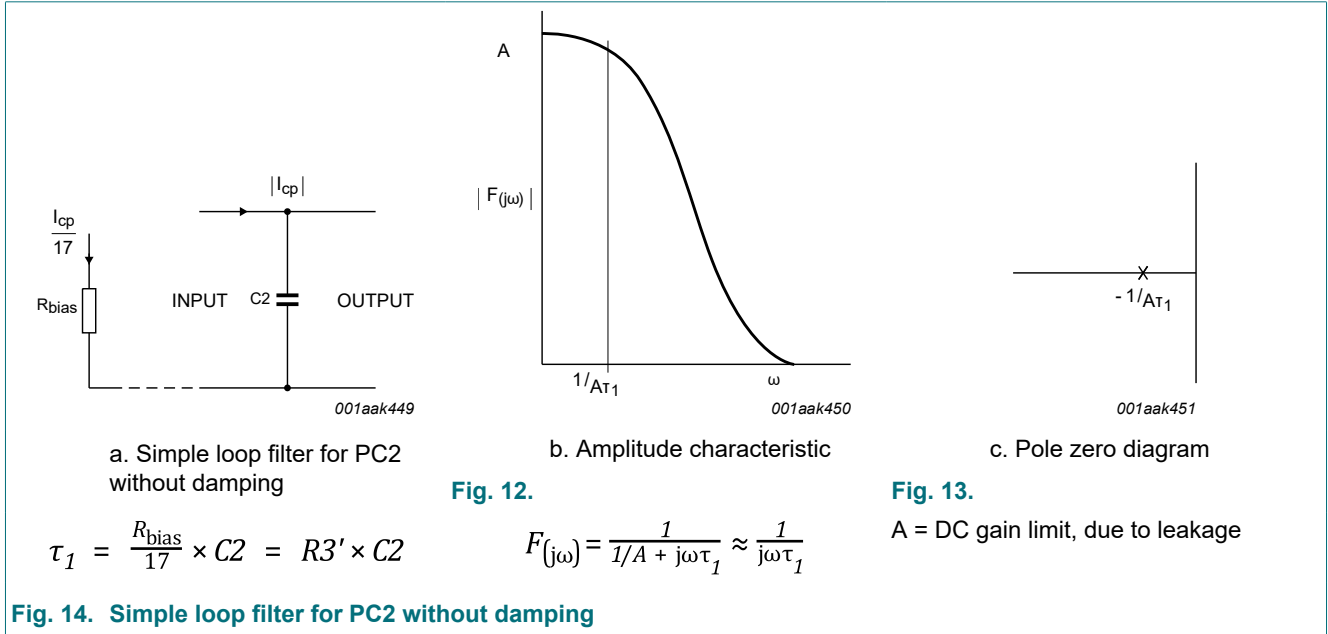 |Icp|
Icp
17
Rbias
INPUT
C2
OUTPUT
001aak449
a. Simple loop filter for PC2
without damping
τ1 = Rbias/17 × C2 = R3′ × C2
A
| F(jω) |
1/Aτ1
ω
001aak450
b. Amplitude characteristic
Fig. 12.
F(jω) = 1/(1/A + jωτ1) ≈ 1/jωτ1
- 1/Aτ1
001aak451
c. Pole zero diagram
Fig. 13.
A = DC gain limit, due to leakage
Fig. 14. Simple loop filter for PC2 without damping